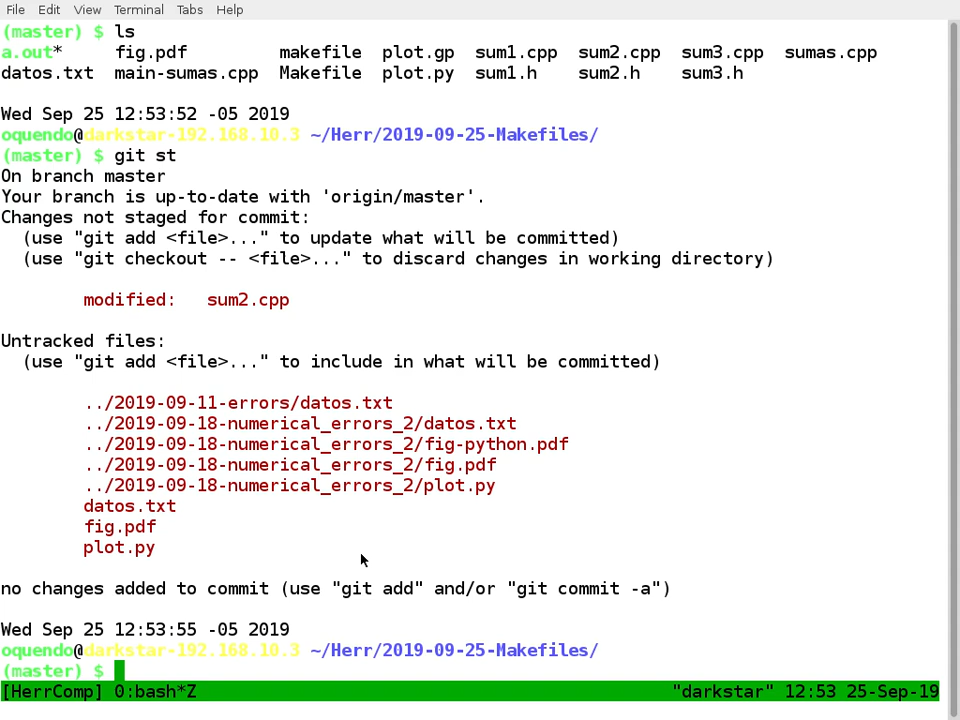 File Edit View Terminal Tabs Help
(master) $ ls
a.out* fig.pdf makefile plot.gp sum1.cpp sum2.cpp sum3.cpp sumas.cpp
datos.txt main-sumas.cpp Makefile plot.py sum1.h sum2.h sum3.h
Wed Sep 25 12:53:52 -05 2019
oquendo@darkstar-192.168.10.3 ~/Herr/2019-09-25-Makefiles/
(master) $ git st
On branch master
Your branch is up-to-date with 'origin/master'.
Changes not staged for commit:
(use "git add <file>..." to update what will be committed)
(use "git checkout -- <file>..." to discard changes in working directory)
modified: sum2.cpp
Untracked files:
(use "git add <file>..." to include in what will be committed)
../2019-09-11-errors/datos.txt
../2019-09-18-numerical_errors_2/datos.txt
../2019-09-18-numerical_errors_2/fig-python.pdf
../2019-09-18-numerical_errors_2/fig.pdf
../2019-09-18-numerical_errors_2/plot.py
datos.txt
fig.pdf
plot.py
no changes added to commit (use "git add" and/or "git commit -a")
Wed Sep 25 12:53:55 -05 2019
oquendo@darkstar-192.168.10.3 ~/Herr/2019-09-25-Makefiles/
(master) $
[HerrComp] 0:bash*Z "darkstar" 12:53 25-Sep-19